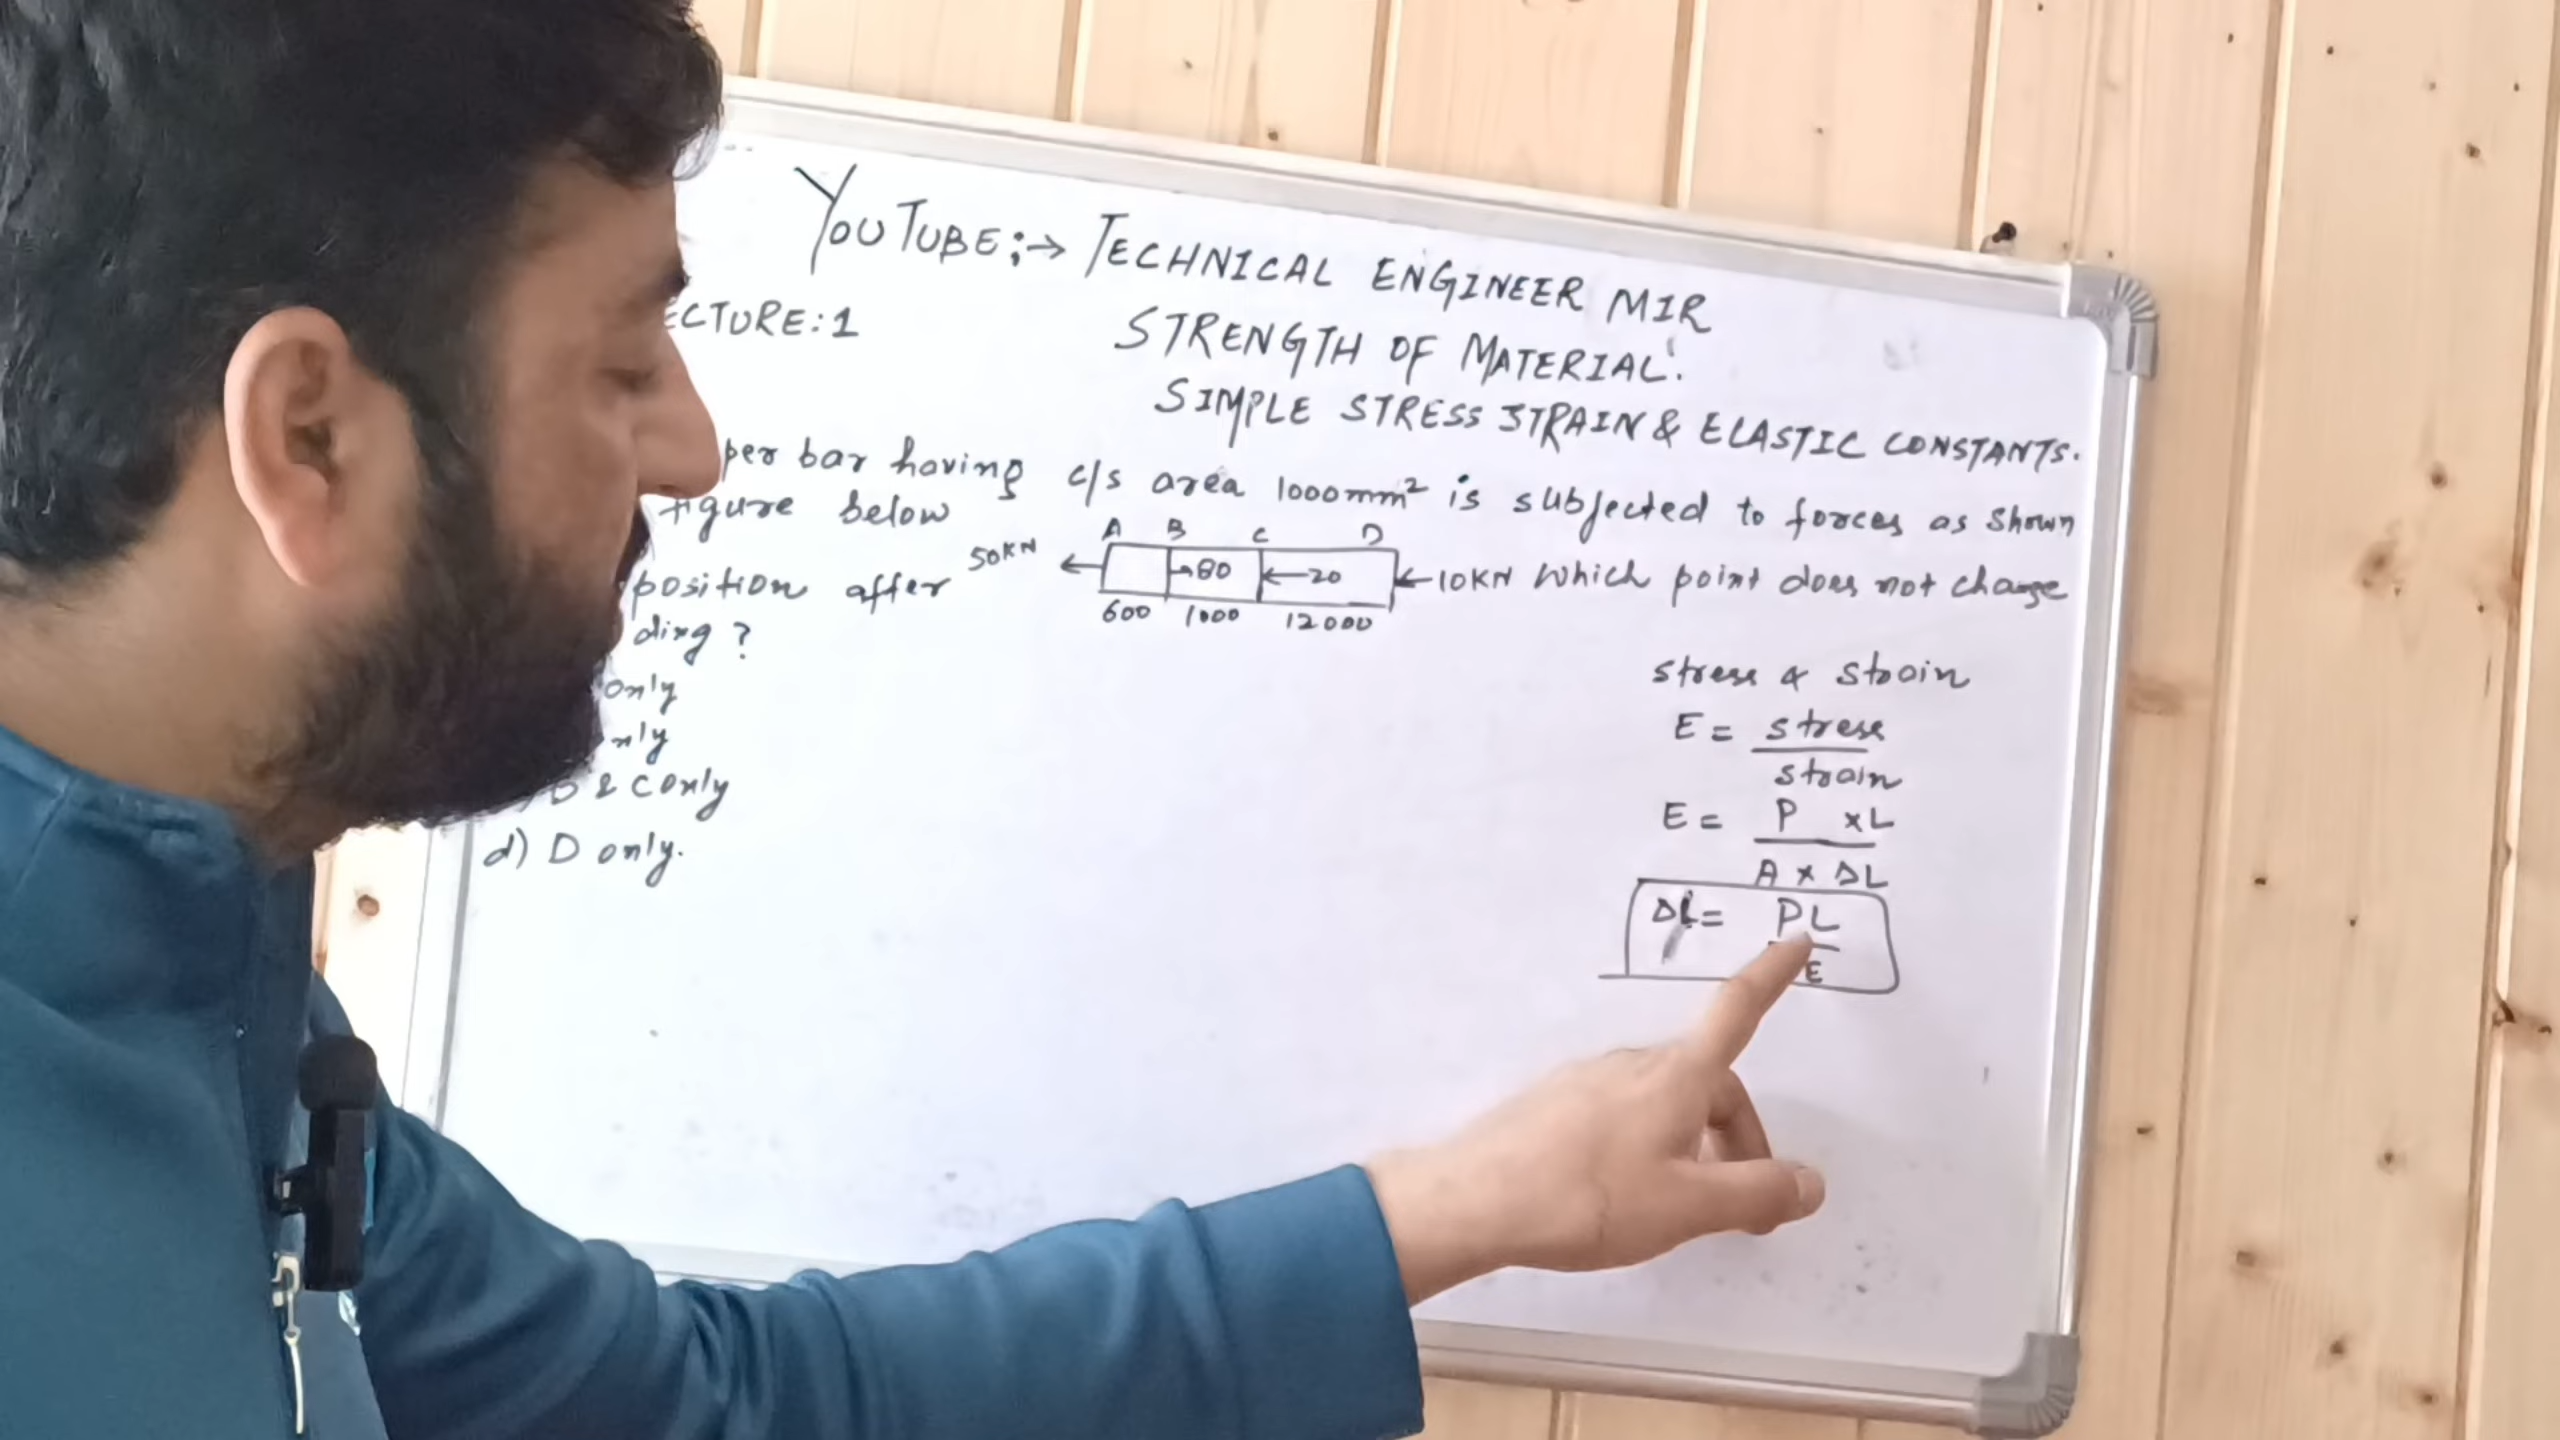 YOUTUBE;→ TECHNICAL ENGINEER MIR
ECTURE:1
STRENGTH OF MATERIAL:
SIMPLE STRESS STRAIN & ELASTIC CONSTANTS.
per bar having c/s area 1000mm² is subjected to forces as shown
figure below
A B C D
50KN ← →80 ←20 ←10KN which point does not change
600 1000 12000
position after
ding?
only
nly
& C only
d) D only.
stress & strain
E = stress
strain
E = P ×L
A × ΔL
ΔL = PL
E